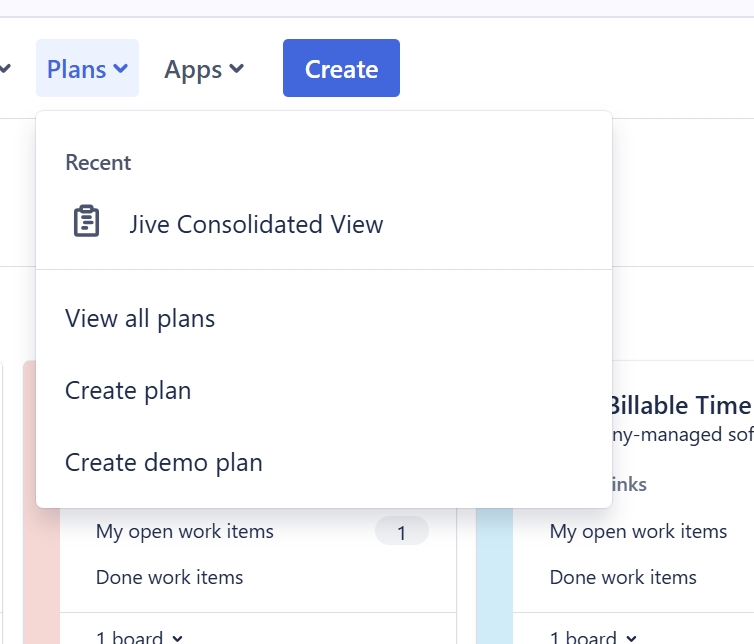 Plans
Apps
Create
Recent
Jive Consolidated View
View all plans
Create plan
Create demo plan
Billable Time
ny-managed sof
inks
My open work items
1
My open work items
Done work items
Done work items
1 board
1 board